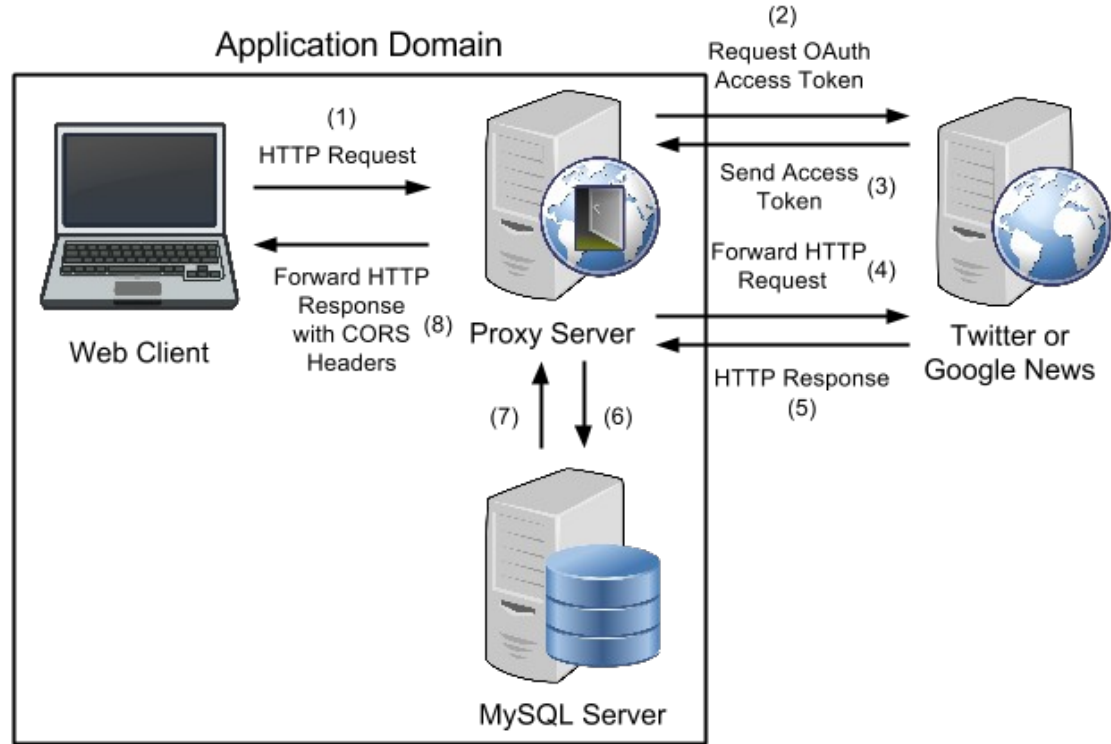 Application Domain
(1)
HTTP Request
Forward HTTP
Response
with CORS
Headers
(8)
Web Client
Proxy Server
(2)
Request OAuth
Access Token
Send Access
Token
(3)
Forward HTTP
Request
(4)
HTTP Response
(5)
Twitter or
Google News
(7)
(6)
MySQL Server